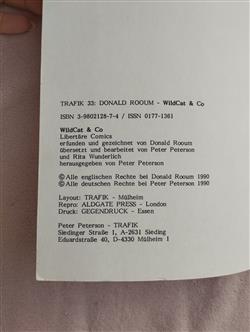 TRAFIK 33: DONALD ROOUM - WildCat & Co
ISBN 3-9802128-7-4 / ISSN 0177-1361
WildCat & Co
Libertäre Comics
erfunden und gezeichnet von Donald Rooum
übersetzt und bearbeitet von Peter Peterson
und Rita Wunderlich
herausgegeben von Peter Peterson
©Alle englischen Rechte bei Donald Rooum 1990
©Alle deutschen Rechte bei Peter Peterson 1990
Layout: TRAFIK - Mülheim
Repro: ALDGATE PRESS - London
Druck: GEGENDRUCK - Essen
Peter Peterson - TRAFIK
Siedinger Straße 1, A-2631 Sieding
Eduardstraße 40, D-4330 Mülheim 1